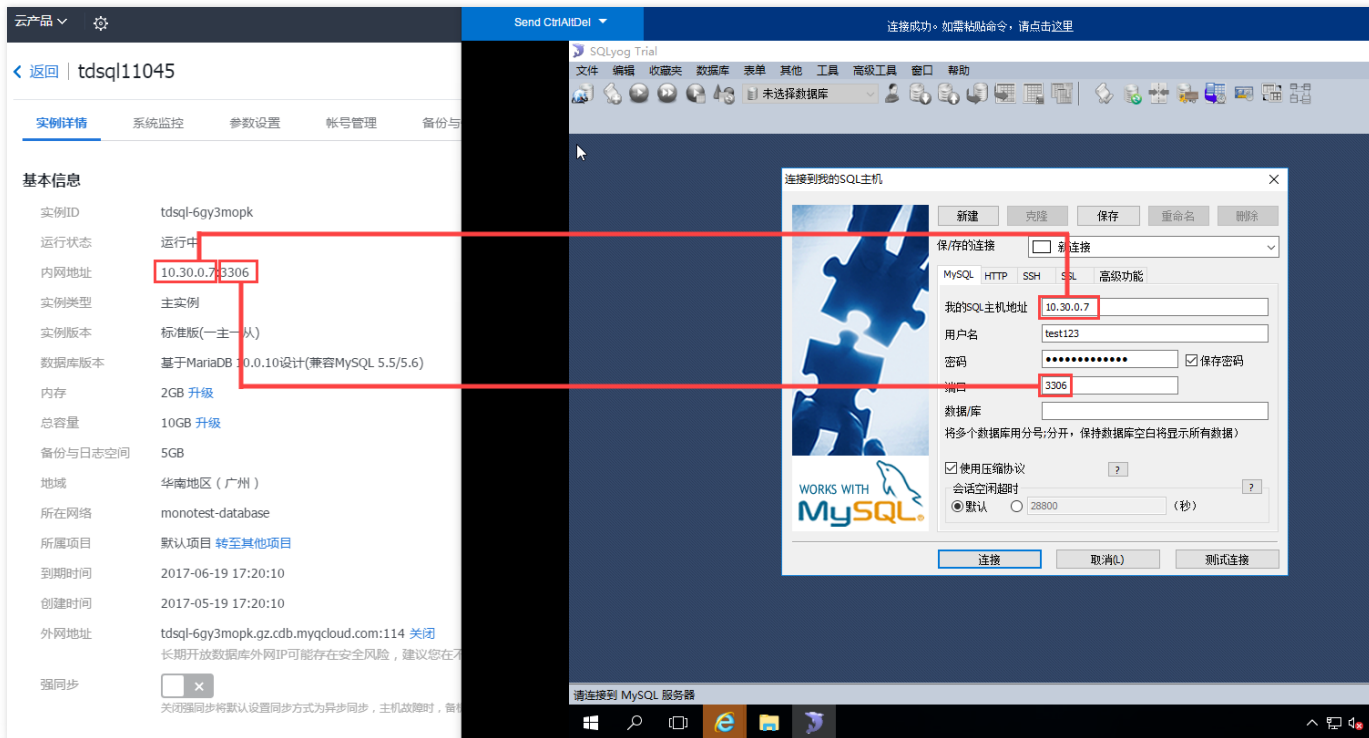 云产品
Send CtrlAltDel
连接成功。如需粘贴命令，请点击这里
返回 | tdsql11045
实例详情 系统监控 参数设置 帐号管理 备份与
基本信息
实例ID tdsql-6gy3mopk
运行状态 运行中
内网地址 10.30.0.7:3306
实例类型 主实例
实例版本 标准版(一主一从)
数据库版本 基于MariaDB 10.0.10设计(兼容MySQL 5.5/5.6)
内存 2GB 升级
总容量 10GB 升级
备份与日志空间 5GB
地域 华南地区（广州）
所在网络 monotest-database
所属项目 默认项目 转至其他项目
到期时间 2017-06-19 17:20:10
创建时间 2017-05-19 17:20:10
外网地址 tdsql-6gy3mopk.gz.cdb.myqcloud.com:114 关闭
长期开放数据库外网IP可能存在安全风险，建议您在不
强同步
关闭强同步将默认设置同步方式为异步同步，主机故障时，备机
SQLyog Trial
文件 编辑 收藏夹 数据库 表单 其他 工具 高级工具 窗口 帮助
未选择数据库
连接到我的SQL主机
新建 克隆 保存 重命名 删除
保/存的连接 新连接
MySQL HTTP SSH SSL 高级功能
我的SQL主机地址 10.30.0.7
用户名 test123
密码 ••••••••••••• 保存密码
端口 3306
数据/库
将多个数据库用分号;分开，保持数据库空白将显示所有数据）
使用压缩协议 ?
会话空闲超时 ?
默认 28800 （秒）
WORKS WITH
MySQL
连接 取消(L) 测试连接
请连接到 MySQL 服务器